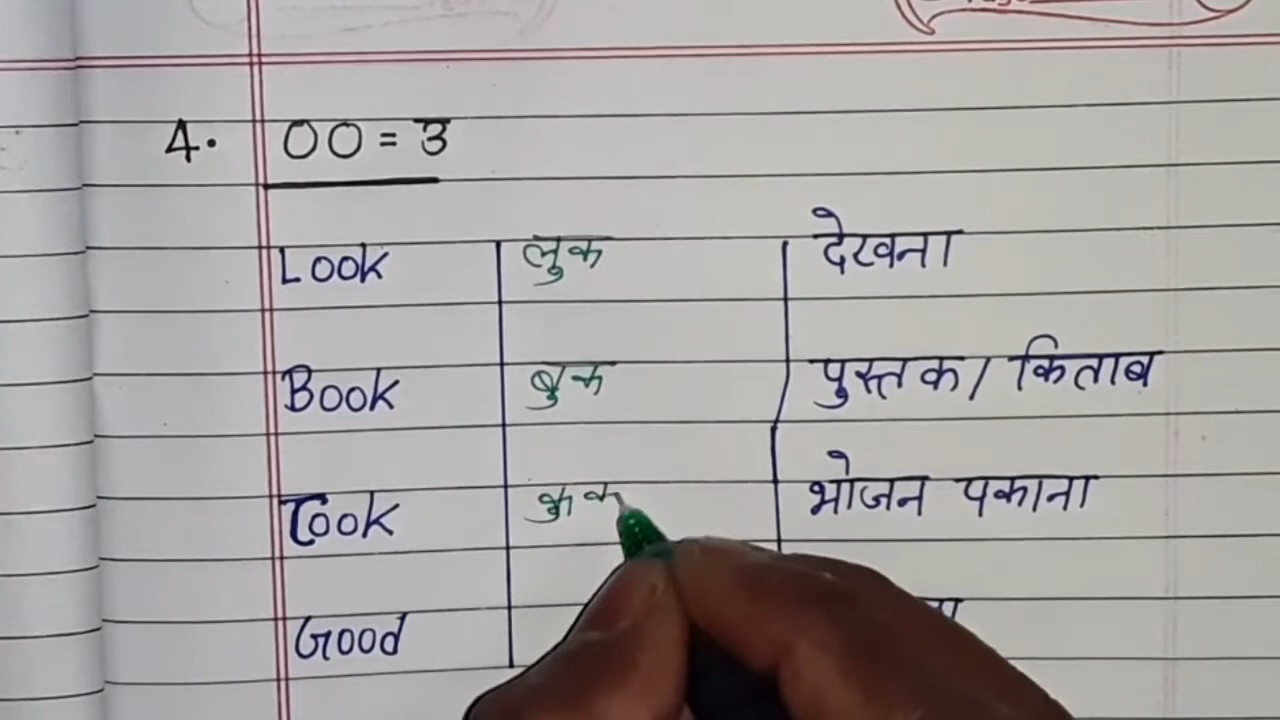 4. OO = उ
Look लुक देखना
Book बुक पुस्तक / किताब
Cook कुक भोजन पकाना
Good